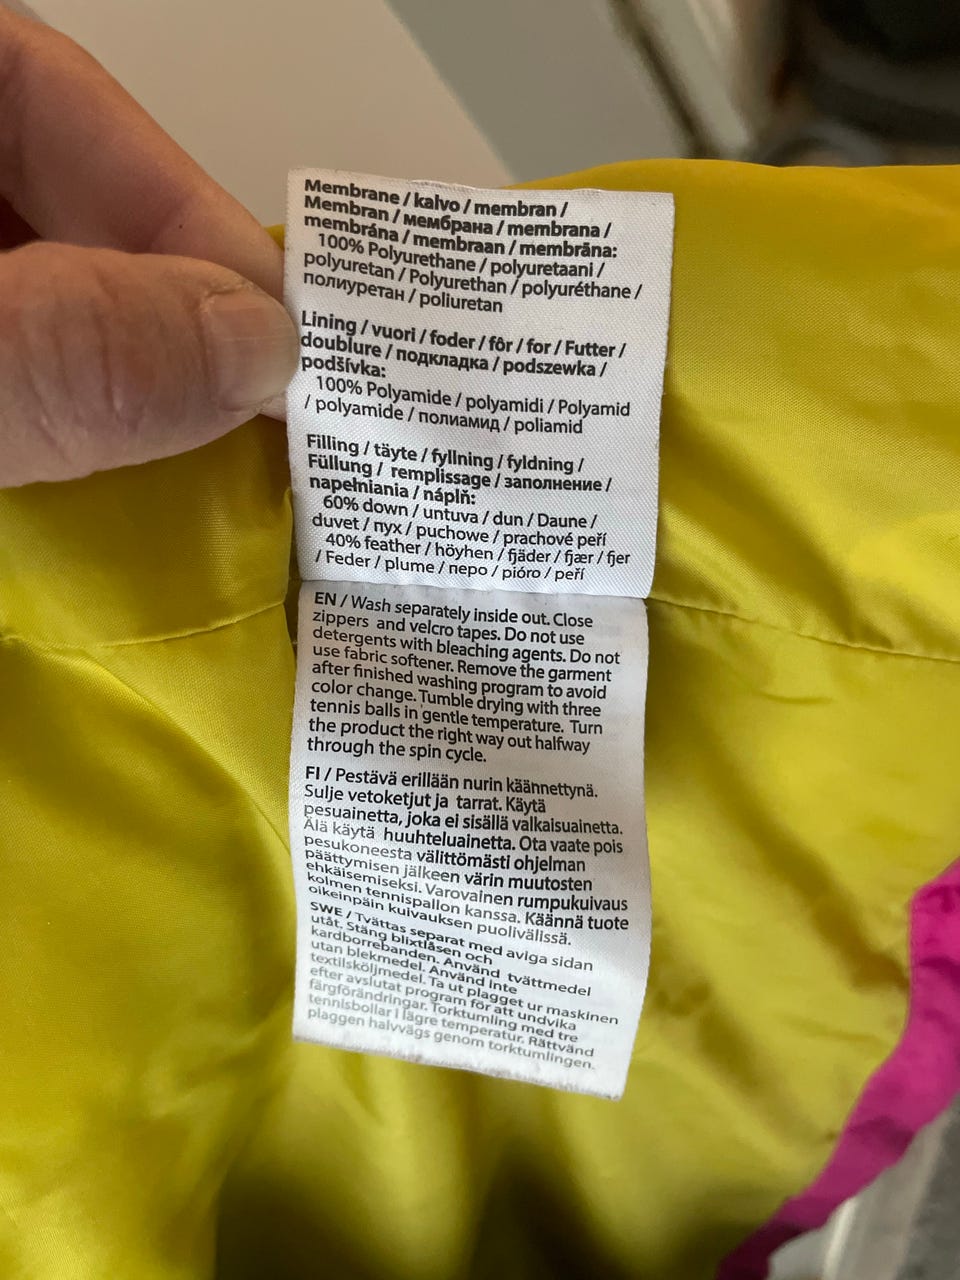 Membrane / kalvo / membran /
Membran / мембрана / membrana /
membrána / membraan / membrāna:
100% Polyurethane / polyuretaani /
polyuretan / Polyurethan / polyuréthane /
полиуретан / poliuretan
Lining / vuori / foder / fôr / for / Futter /
doublure / подкладка / podszewka /
podšívka:
100% Polyamide / polyamidi / Polyamid
/ polyamide / полиамид / poliamid
Filling / täyte / fyllning / fyldning /
Füllung / remplissage / заполнение /
napełniania / náplň:
60% down / untuva / dun / Daune /
duvet / пух / puchowe / prachové peří
40% feather / höyhen / fjäder / fjær / fjer
/ Feder / plume / перо / pióro / peří
EN / Wash separately inside out. Close
zippers and velcro tapes. Do not use
detergents with bleaching agents. Do not
use fabric softener. Remove the garment
after finished washing program to avoid
color change. Tumble drying with three
tennis balls in gentle temperature. Turn
the product the right way out halfway
through the spin cycle.
FI / Pestävä erillään nurin käännettynä.
Sulje vetoketjut ja tarrat. Käytä
pesuainetta, joka ei sisällä valkaisuainetta.
Älä käytä huuhteluainetta. Ota vaate pois
pesukoneesta välittömästi ohjelman
päättymisen jälkeen värin muutosten
ehkäisemiseksi. Varovainen rumpukuivaus
kolmen tennispallon kanssa. Käännä tuote
oikeinpäin kuivauksen puolivälissä.
SWE / Tvättas separat med aviga sidan
utåt. Stäng blixtlåsen och
kardborrebanden. Använd tvättmedel
utan blekmedel. Använd inte
textilsköljmedel. Ta ut plagget ur maskinen
efter avslutat program för att undvika
färgförändringar. Torktumling med tre
tennisbollar i lägre temperatur. Rättvänd
plaggen halvvägs genom torktumlingen.